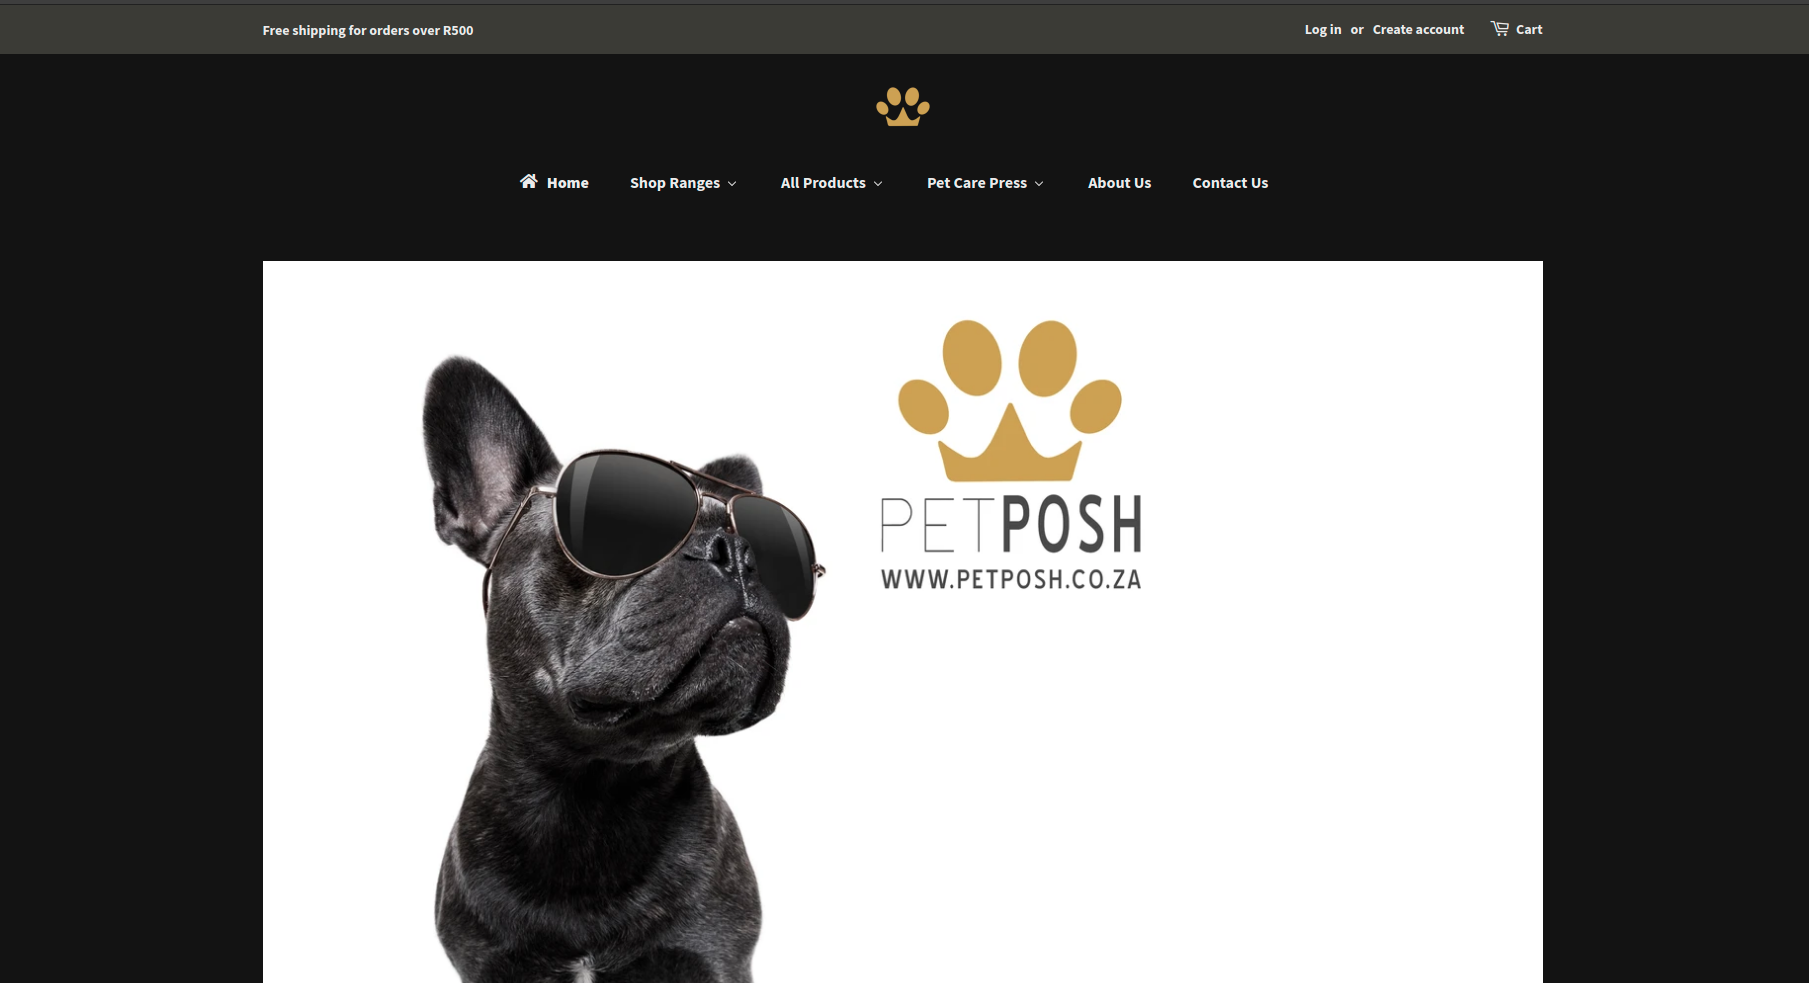 Free shipping for orders over R500
Log in or Create account Cart
Home Shop Ranges All Products Pet Care Press About Us Contact Us
PETPOSH
WWW.PETPOSH.CO.ZA